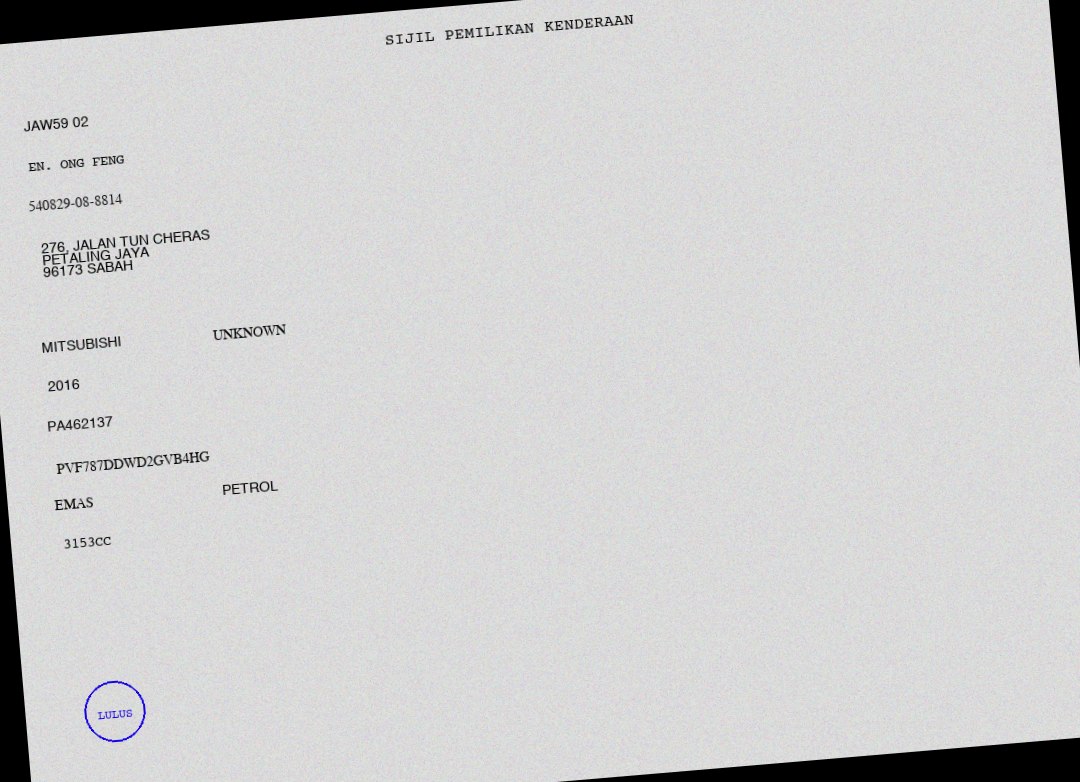 SIJIL PEMILIKAN KENDERAAN
JAW59 02
EN. ONG FENG
540829-08-8814
276, JALAN TUN CHERAS
PETALING JAYA
96173 SABAH
MITSUBISHI UNKNOWN
2016
PA462137
PVF787DDWD2GVB4HG
EMAS PETROL
3153CC
LULUS